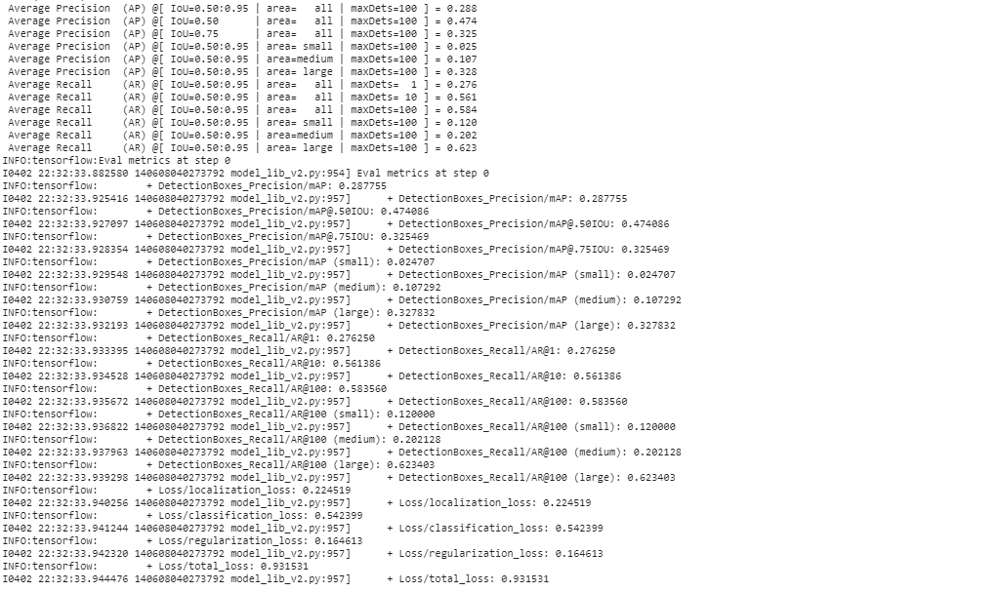 Average Precision  (AP) @[ IoU=0.50:0.95 | area=   all | maxDets=100 ] = 0.288
Average Precision  (AP) @[ IoU=0.50      | area=   all | maxDets=100 ] = 0.474
Average Precision  (AP) @[ IoU=0.75      | area=   all | maxDets=100 ] = 0.325
Average Precision  (AP) @[ IoU=0.50:0.95 | area= small | maxDets=100 ] = 0.025
Average Precision  (AP) @[ IoU=0.50:0.95 | area=medium | maxDets=100 ] = 0.107
Average Precision  (AP) @[ IoU=0.50:0.95 | area= large | maxDets=100 ] = 0.328
Average Recall     (AR) @[ IoU=0.50:0.95 | area=   all | maxDets=  1 ] = 0.276
Average Recall     (AR) @[ IoU=0.50:0.95 | area=   all | maxDets= 10 ] = 0.561
Average Recall     (AR) @[ IoU=0.50:0.95 | area=   all | maxDets=100 ] = 0.584
Average Recall     (AR) @[ IoU=0.50:0.95 | area= small | maxDets=100 ] = 0.120
Average Recall     (AR) @[ IoU=0.50:0.95 | area=medium | maxDets=100 ] = 0.202
Average Recall     (AR) @[ IoU=0.50:0.95 | area= large | maxDets=100 ] = 0.623
INFO:tensorflow:Eval metrics at step 0
I0402 22:32:33.882580 140608040273792 model_lib_v2.py:954] Eval metrics at step 0
INFO:tensorflow:        + DetectionBoxes_Precision/mAP: 0.287755
I0402 22:32:33.925416 140608040273792 model_lib_v2.py:957]      + DetectionBoxes_Precision/mAP: 0.287755
INFO:tensorflow:        + DetectionBoxes_Precision/mAP@.50IOU: 0.474086
I0402 22:32:33.927097 140608040273792 model_lib_v2.py:957]      + DetectionBoxes_Precision/mAP@.50IOU: 0.474086
INFO:tensorflow:        + DetectionBoxes_Precision/mAP@.75IOU: 0.325469
I0402 22:32:33.928354 140608040273792 model_lib_v2.py:957]      + DetectionBoxes_Precision/mAP@.75IOU: 0.325469
INFO:tensorflow:        + DetectionBoxes_Precision/mAP (small): 0.024707
I0402 22:32:33.929548 140608040273792 model_lib_v2.py:957]      + DetectionBoxes_Precision/mAP (small): 0.024707
INFO:tensorflow:        + DetectionBoxes_Precision/mAP (medium): 0.107292
I0402 22:32:33.930759 140608040273792 model_lib_v2.py:957]      + DetectionBoxes_Precision/mAP (medium): 0.107292
INFO:tensorflow:        + DetectionBoxes_Precision/mAP (large): 0.327832
I0402 22:32:33.932193 140608040273792 model_lib_v2.py:957]      + DetectionBoxes_Precision/mAP (large): 0.327832
INFO:tensorflow:        + DetectionBoxes_Recall/AR@1: 0.276250
I0402 22:32:33.933395 140608040273792 model_lib_v2.py:957]      + DetectionBoxes_Recall/AR@1: 0.276250
INFO:tensorflow:        + DetectionBoxes_Recall/AR@10: 0.561386
I0402 22:32:33.934528 140608040273792 model_lib_v2.py:957]      + DetectionBoxes_Recall/AR@10: 0.561386
INFO:tensorflow:        + DetectionBoxes_Recall/AR@100: 0.583560
I0402 22:32:33.935672 140608040273792 model_lib_v2.py:957]      + DetectionBoxes_Recall/AR@100: 0.583560
INFO:tensorflow:        + DetectionBoxes_Recall/AR@100 (small): 0.120000
I0402 22:32:33.936822 140608040273792 model_lib_v2.py:957]      + DetectionBoxes_Recall/AR@100 (small): 0.120000
INFO:tensorflow:        + DetectionBoxes_Recall/AR@100 (medium): 0.202128
I0402 22:32:33.937963 140608040273792 model_lib_v2.py:957]      + DetectionBoxes_Recall/AR@100 (medium): 0.202128
INFO:tensorflow:        + DetectionBoxes_Recall/AR@100 (large): 0.623403
I0402 22:32:33.939298 140608040273792 model_lib_v2.py:957]      + DetectionBoxes_Recall/AR@100 (large): 0.623403
INFO:tensorflow:        + Loss/localization_loss: 0.224519
I0402 22:32:33.940256 140608040273792 model_lib_v2.py:957]      + Loss/localization_loss: 0.224519
INFO:tensorflow:        + Loss/classification_loss: 0.542399
I0402 22:32:33.941244 140608040273792 model_lib_v2.py:957]      + Loss/classification_loss: 0.542399
INFO:tensorflow:        + Loss/regularization_loss: 0.164613
I0402 22:32:33.942320 140608040273792 model_lib_v2.py:957]      + Loss/regularization_loss: 0.164613
INFO:tensorflow:        + Loss/total_loss: 0.931531
I0402 22:32:33.944476 140608040273792 model_lib_v2.py:957]      + Loss/total_loss: 0.931531